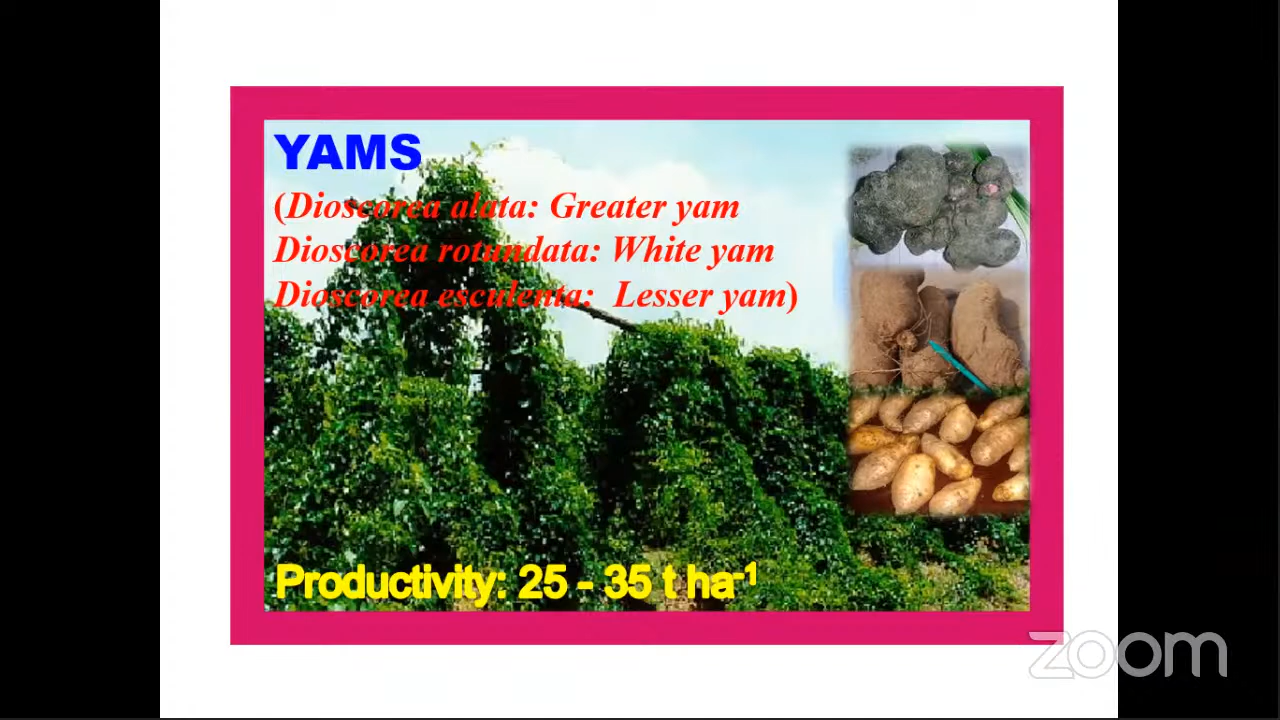 YAMS
(Dioscorea alata: Greater yam
Dioscorea rotundata: White yam
Dioscorea esculenta: Lesser yam)
Productivity: 25 - 35 t ha-1
zoom